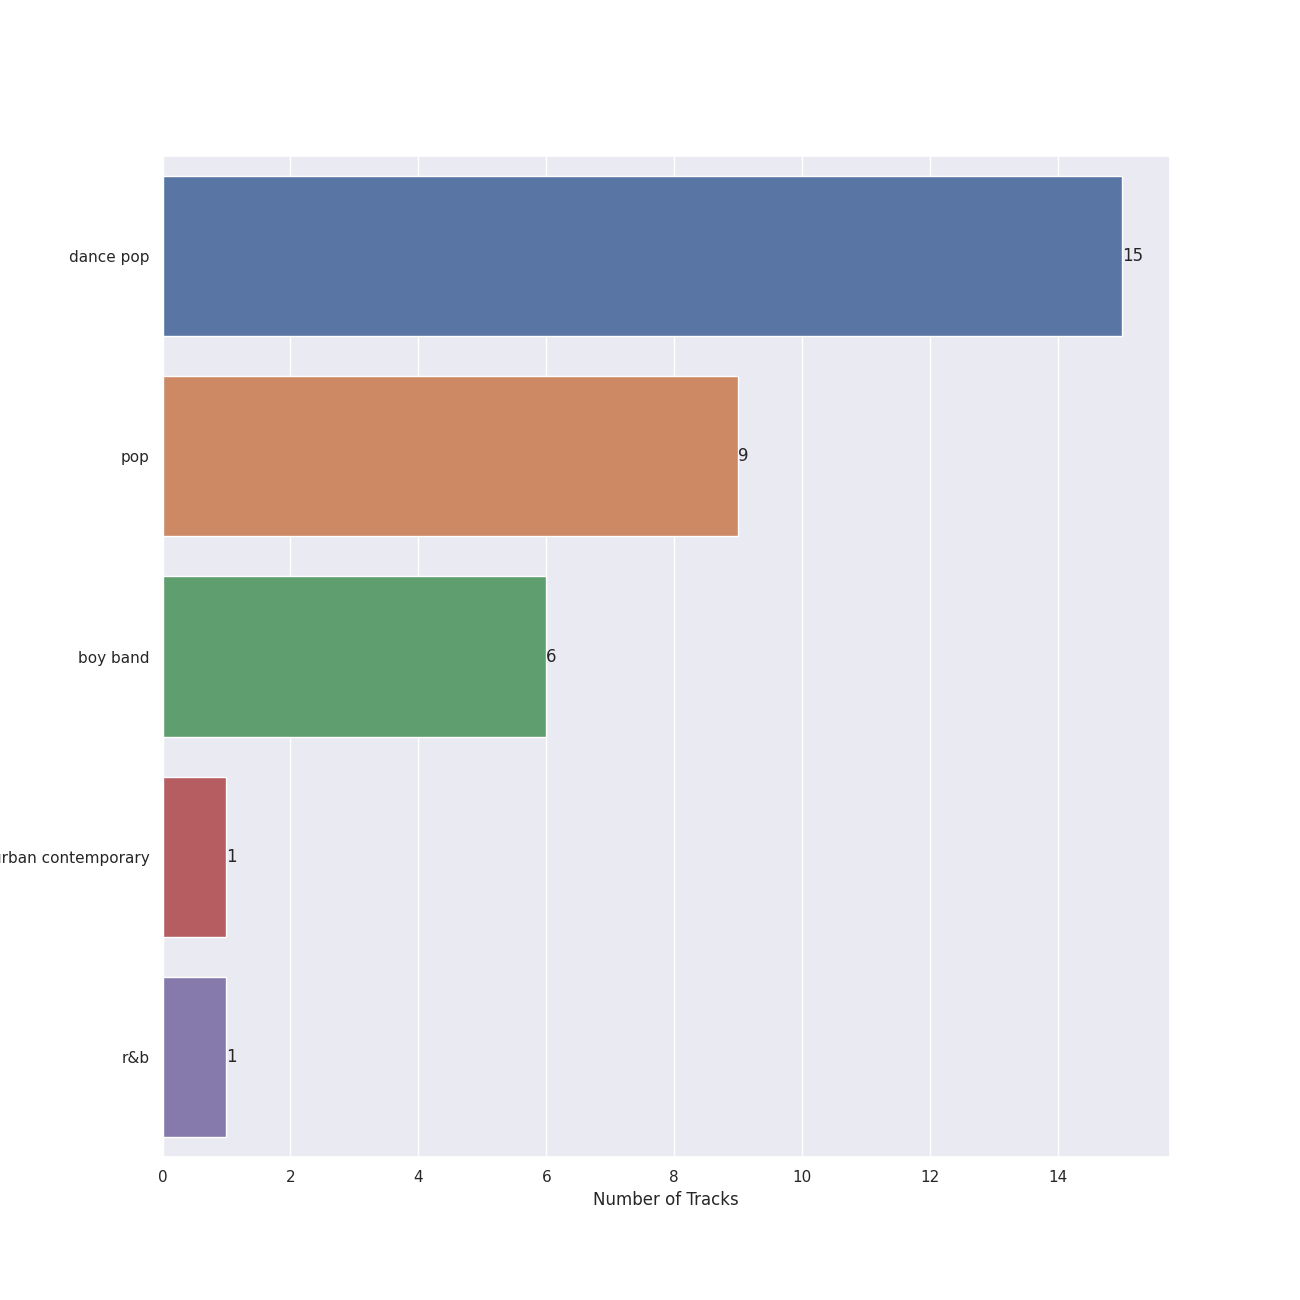 dance pop
15
pop
9
boy band
6
rban contemporary
1
r&b
1
0 2 4 6 8 10 12 14
Number of Tracks